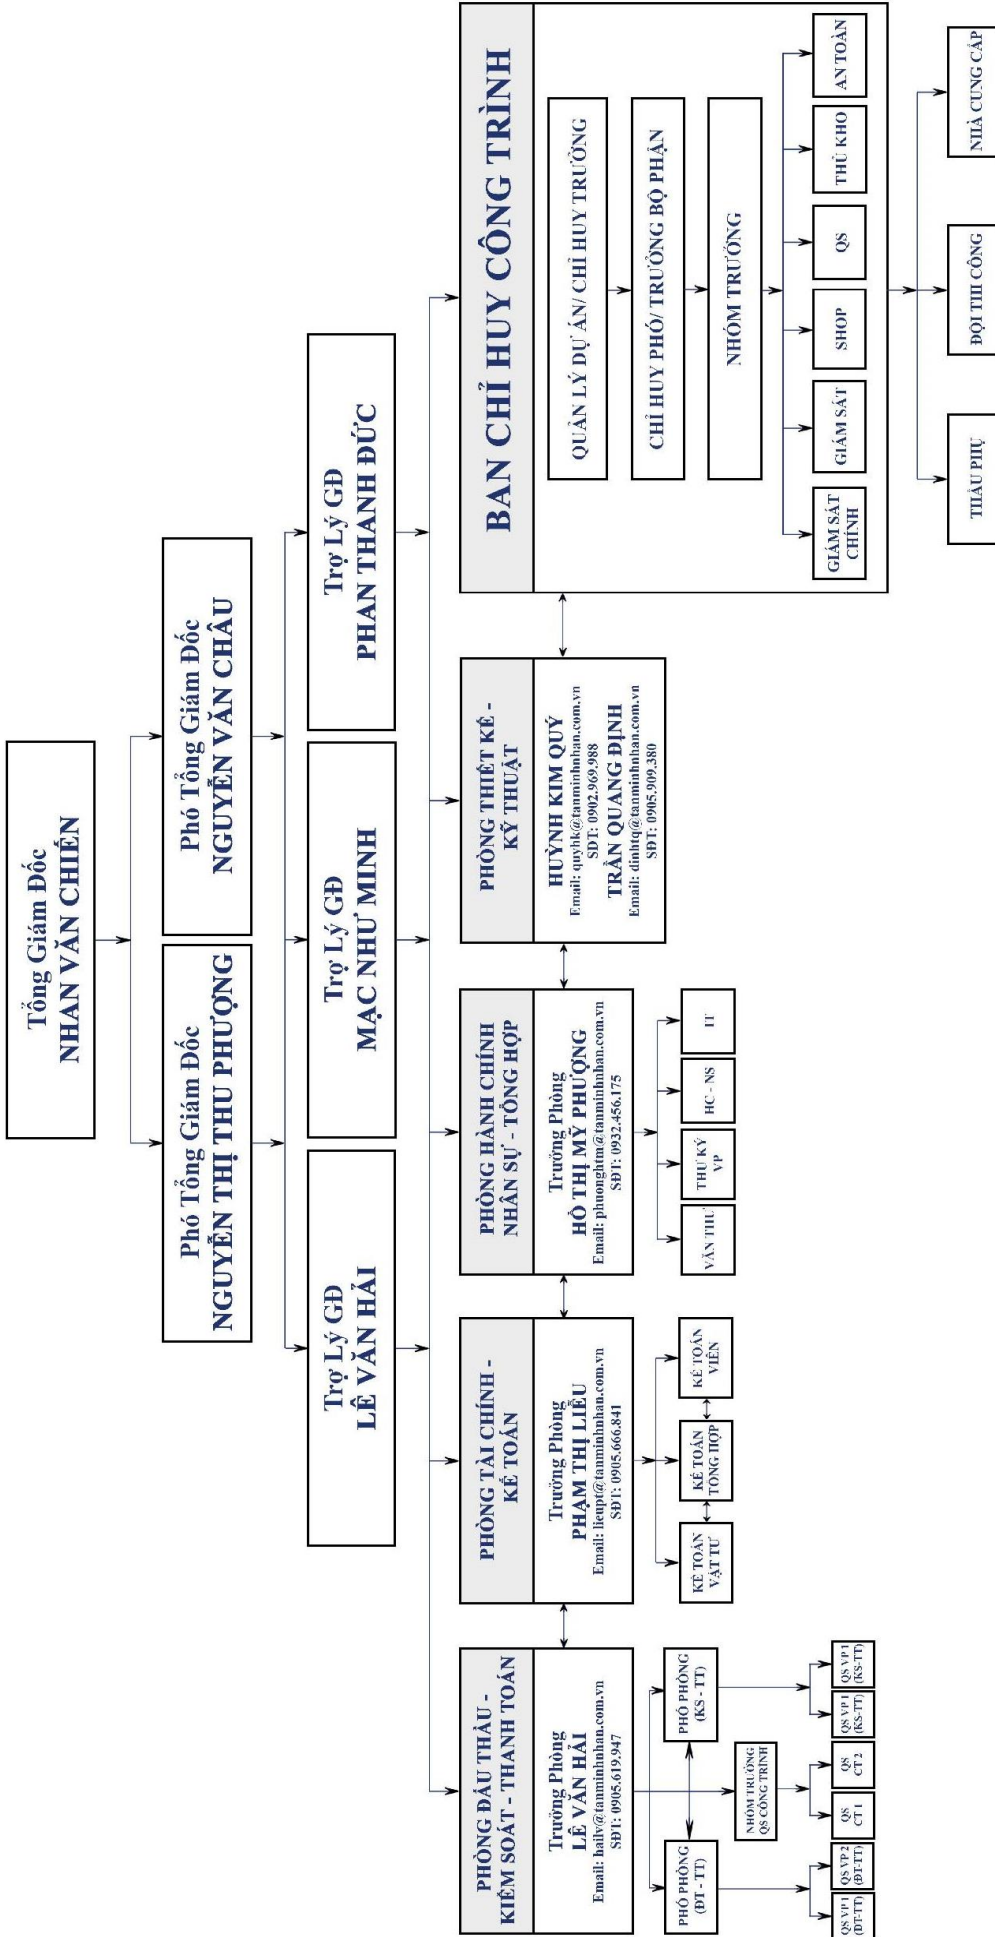 Tổng Giám Đốc
NHAN VĂN CHIẾN
Phó Tổng Giám Đốc
NGUYỄN THỊ THU PHƯỢNG
Phó Tổng Giám Đốc
NGUYỄN VĂN CHÂU
Trợ Lý GĐ
LÊ VĂN HẢI
Trợ Lý GĐ
MẠC NHƯ MINH
Trợ Lý GĐ
PHAN THANH ĐỨC
PHÒNG ĐẤU THẦU -
KIỂM SOÁT - THANH TOÁN
Trưởng Phòng
LÊ VĂN HẢI
Email: hailv@tanminhnhan.com.vn
SĐT: 0905.619.947
PHÓ PHÒNG
(ĐT - TT)
PHÓ PHÒNG
(KS - TT)
NHÓM TRƯỞNG
QS CÔNG TRÌNH
QS VP 1
(ĐT-TT)
QS VP 2
(ĐT-TT)
QS
CT 1
QS
CT 2
QS VP 1
(KS-TT)
QS VP 1
(KS-TT)
PHÒNG TÀI CHÍNH -
KẾ TOÁN
Trưởng Phòng
PHẠM THỊ LIỄU
Email: lieupt@tanminhnhan.com.vn
SĐT: 0905.666.841
KẾ TOÁN
VẬT TƯ
KẾ TOÁN
TỔNG HỢP
KẾ TOÁN
VIÊN
PHÒNG HÀNH CHÍNH
NHÂN SỰ - TỔNG HỢP
Trưởng Phòng
HỒ THỊ MỸ PHƯỢNG
Email: phuonghtm@tanminhnhan.com.vn
SĐT: 0932.456.175
VĂN THƯ
THƯ KÝ
VP
HC - NS
IT
PHÒNG THIẾT KẾ -
KỸ THUẬT
HUỲNH KIM QUÝ
Email: quyhk@tanminhnhan.com.vn
SĐT: 0902.969.988
TRẦN QUANG ĐỊNH
Email: dinhtq@tanminhnhan.com.vn
SĐT: 0905.909.380
BAN CHỈ HUY CÔNG TRÌNH
QUẢN LÝ DỰ ÁN/ CHỈ HUY TRƯỞNG
CHỈ HUY PHÓ/ TRƯỞNG BỘ PHẬN
NHÓM TRƯỞNG
GIÁM SÁT
CHÍNH
GIÁM SÁT
SHOP
QS
THỦ KHO
AN TOÀN
THẦU PHỤ
ĐỘI THI CÔNG
NHÀ CUNG CẤP